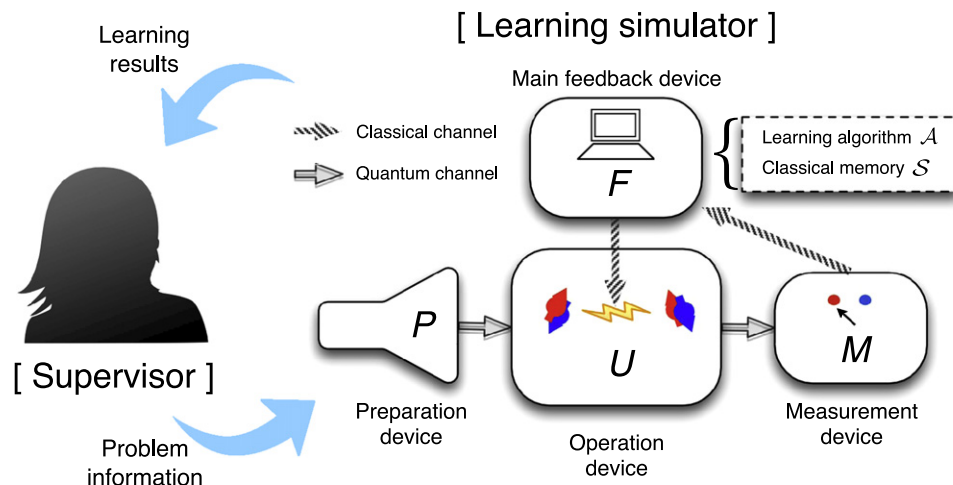 [ Learning simulator ]
Learning
results
Main feedback device
Classical channel
Quantum channel
F
Learning algorithm 𝒜
Classical memory 𝒮
P
U
M
[ Supervisor ]
Preparation
device
Operation
device
Measurement
device
Problem
information